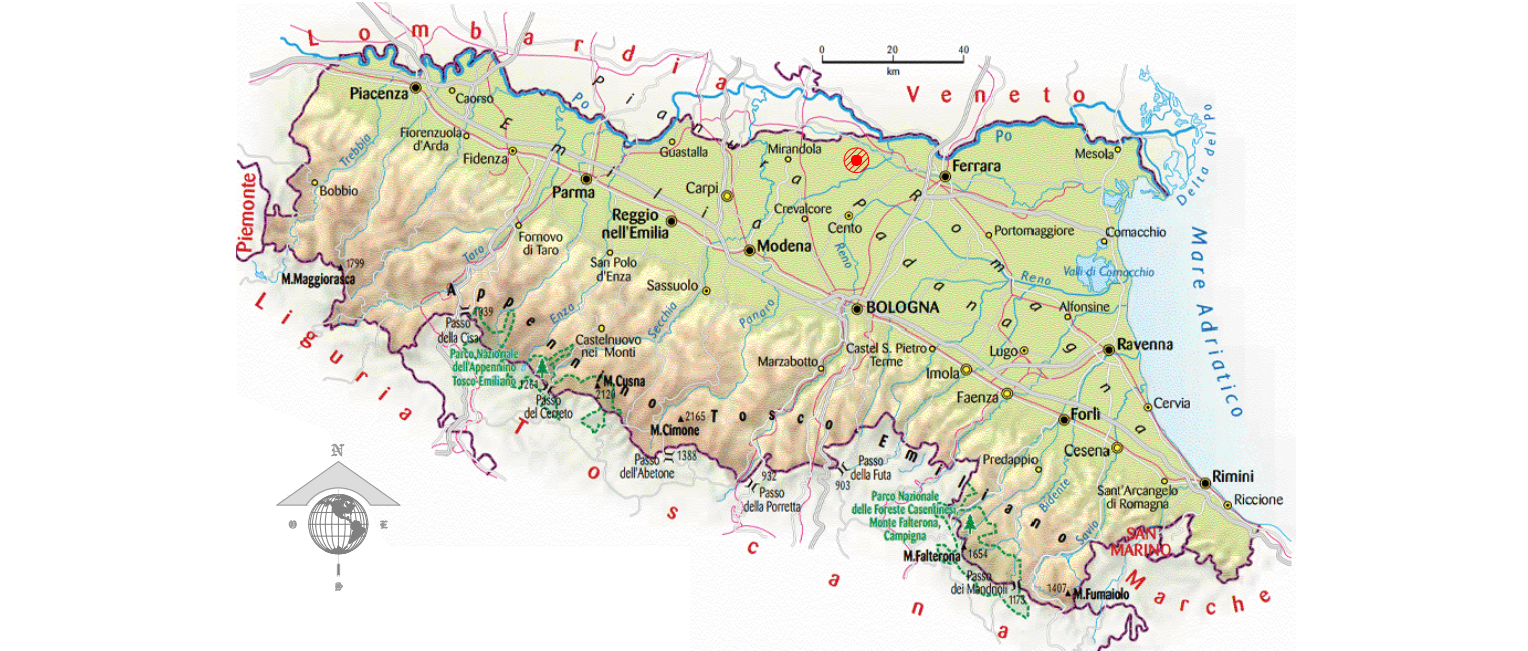 Lombardia
0 20 40
km
Veneto
Piacenza
Caorso
Po
Pianura Padana
Po
Delta del Po
Emilia
Romagna
Fiorenzuola
d'Arda
Trebbia
Fidenza
Guastalla
Mirandola
Ferrara
Mesola
Bobbio
Parma
Carpi
Piemonte
Reggio
nell'Emilia
Crevalcore
Cento
Portomaggiore
Comacchio
Mare Adriatico
Fornovo
di Taro
Modena
Reno
Taro
San Polo
d'Enza
Valli di Comacchio
Reno
1799
M.Maggiorasca
Sassuolo
Liguria
Appennino Tosco Emiliano
Enza
Secchia
Panaro
BOLOGNA
Alfonsine
1039
Passo
della Cisa
Castelnuovo
nei Monti
Marzabotto
Castel S. Pietro
Terme
Lugo
Ravenna
Parco Nazionale
dell'Appennino
Tosco-Emiliano
1261
M.Cusna
2120
Imola
Faenza
Passo
del Cerreto
Cervia
2165
M.Cimone
Forlì
Toscana
Passo
dell'Abetone
1388
Passo
della Futa
903
Predappio
Cesena
932
Passo
della Porretta
Rimini
Riccione
Sant'Arcangelo
di Romagna
Parco Nazionale
delle Foreste Casentinesi,
Monte Falterona,
Campigna
Bidente
Savio
SAN
MARINO
M.Falterona
1654
Passo
dei Mandrioli
1173
1407
M.Fumaiolo
Marche
N
O E
S